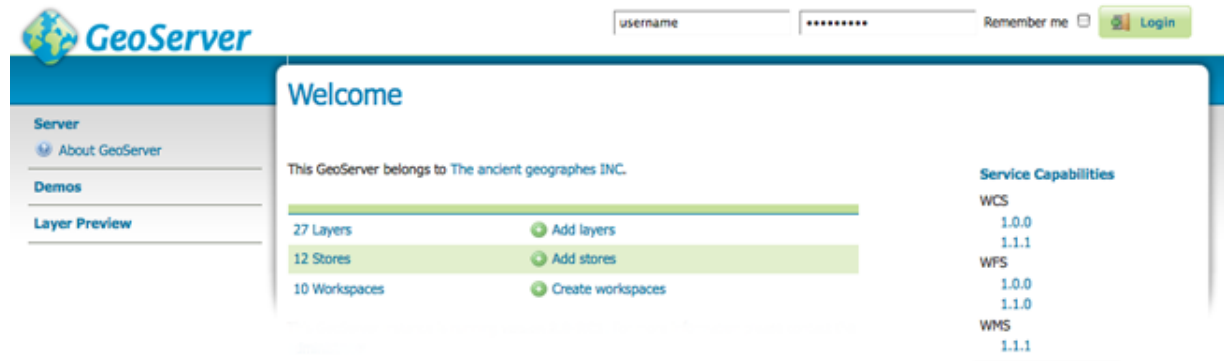 GeoServer
username
•••••••••
Remember me
Login
Welcome
Server
About GeoServer
Demos
Layer Preview
This GeoServer belongs to The ancient geographes INC.
27 Layers
Add layers
12 Stores
Add stores
10 Workspaces
Create workspaces
Service Capabilities
WCS
1.0.0
1.1.1
WFS
1.0.0
1.1.0
WMS
1.1.1